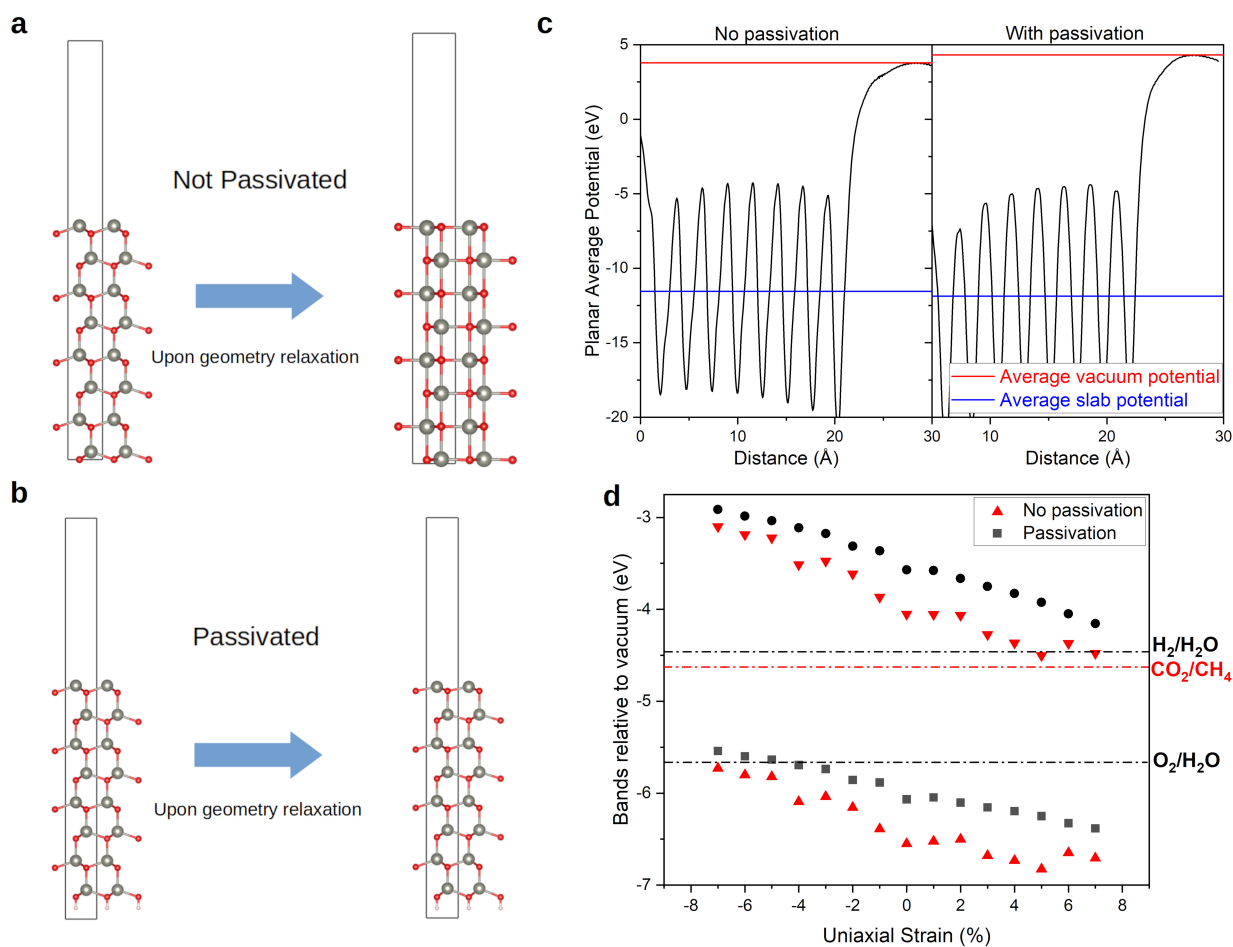 a
Not Passivated
Upon geometry relaxation
b
Passivated
Upon geometry relaxation
c
No passivation
With passivation
Planar Average Potential (eV)
5
0
-5
-10
-15
-20
Average vacuum potential
Average slab potential
0
10
20
30
10
20
30
Distance (Å)
Distance (Å)
d
No passivation
Passivation
Bands relative to vacuum (eV)
-3
-4
-5
-6
-7
H2/H2O
CO2/CH4
O2/H2O
-8
-6
-4
-2
0
2
4
6
8
Uniaxial Strain (%)